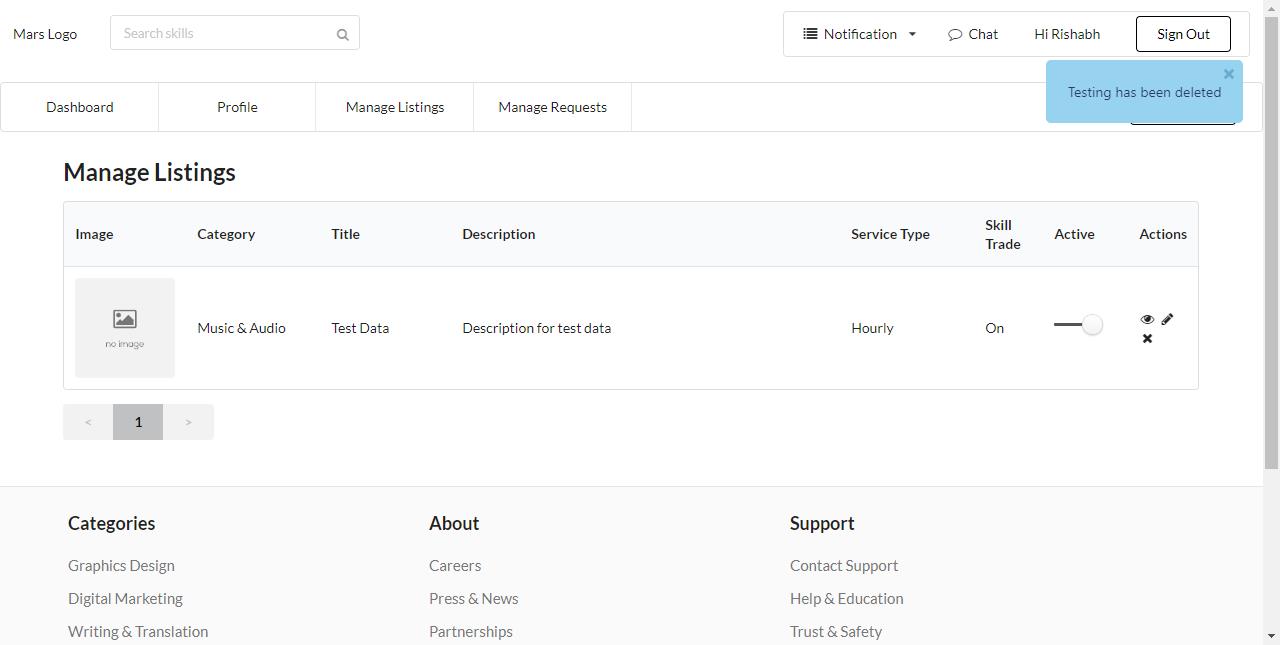 Mars Logo
Search skills
Notification
Chat
Hi Rishabh
Sign Out
Testing has been deleted
Dashboard
Profile
Manage Listings
Manage Requests
Manage Listings
Image
Category
Title
Description
Service Type
Skill
Trade
Active
Actions
no image
Music & Audio
Test Data
Description for test data
Hourly
On
<
1
>
Categories
About
Support
Graphics Design
Careers
Contact Support
Digital Marketing
Press & News
Help & Education
Writing & Translation
Partnerships
Trust & Safety